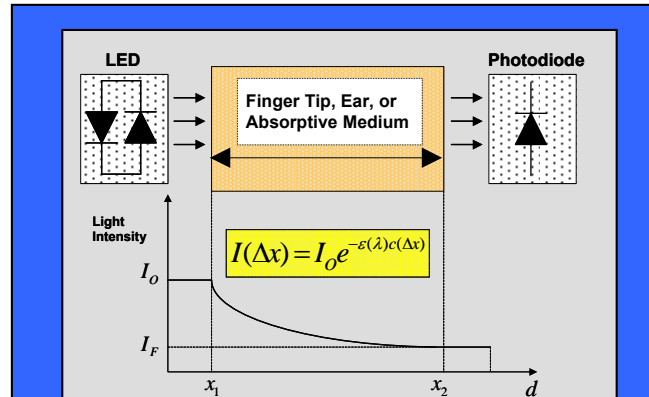 LED
Photodiode
Finger Tip, Ear, or
Absorptive Medium
Light
Intensity
I(Δx) = I_O e^{-ε(λ)c(Δx)}
I_O
I_F
x_1
x_2
d